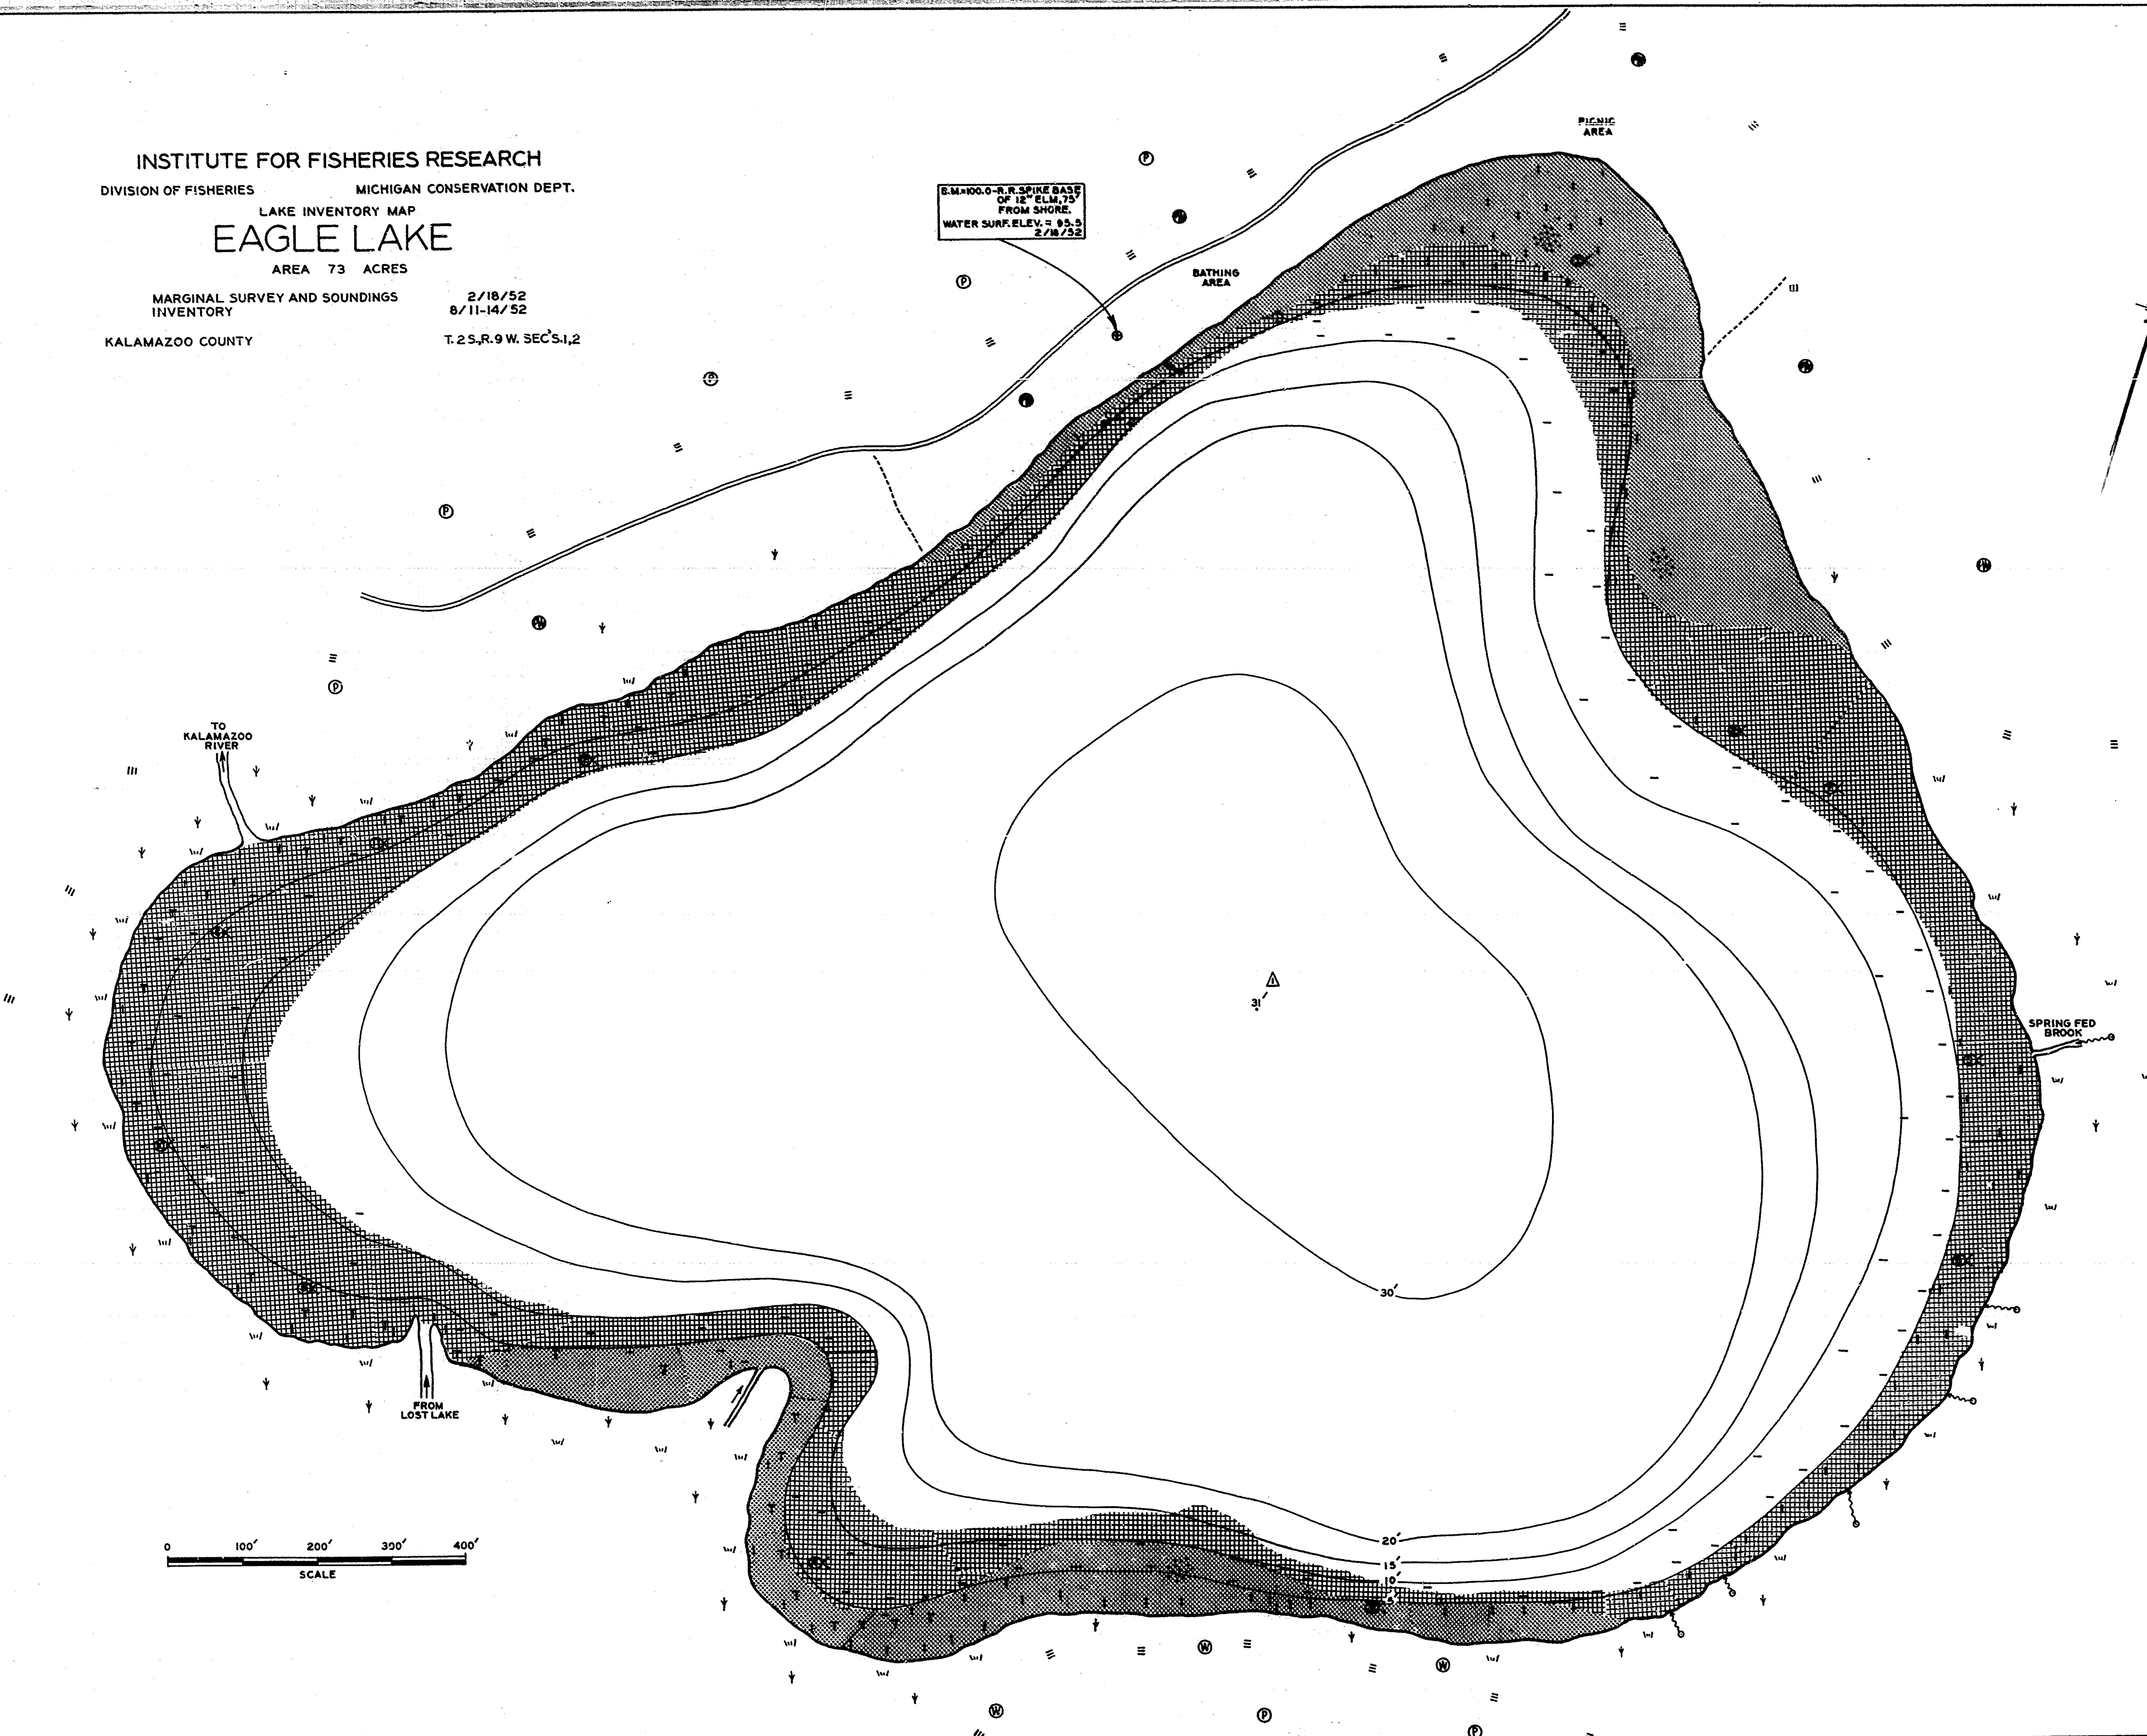 INSTITUTE FOR FISHERIES RESEARCH
DIVISION OF FISHERIES MICHIGAN CONSERVATION DEPT.
LAKE INVENTORY MAP
EAGLE LAKE
AREA 73 ACRES
MARGINAL SURVEY AND SOUNDINGS 2/18/52
INVENTORY 8/11-14/52
KALAMAZOO COUNTY T.2S.,R.9W. SEC'S.1,2
PICNIC
AREA
B.M.=100.0-R.R.SPIKE BASE
OF 12" ELM,75'
FROM SHORE.
WATER SURF. ELEV. = 95.5
2/18/52
BATHING
AREA
P
P
P
P
P
TO
KALAMAZOO
RIVER
1
31'
SPRING FED
BROOK
30'
FROM
LOST LAKE
20'
15'
10'
5'
0 100' 200' 300' 400'
SCALE
W
W
W
P
P